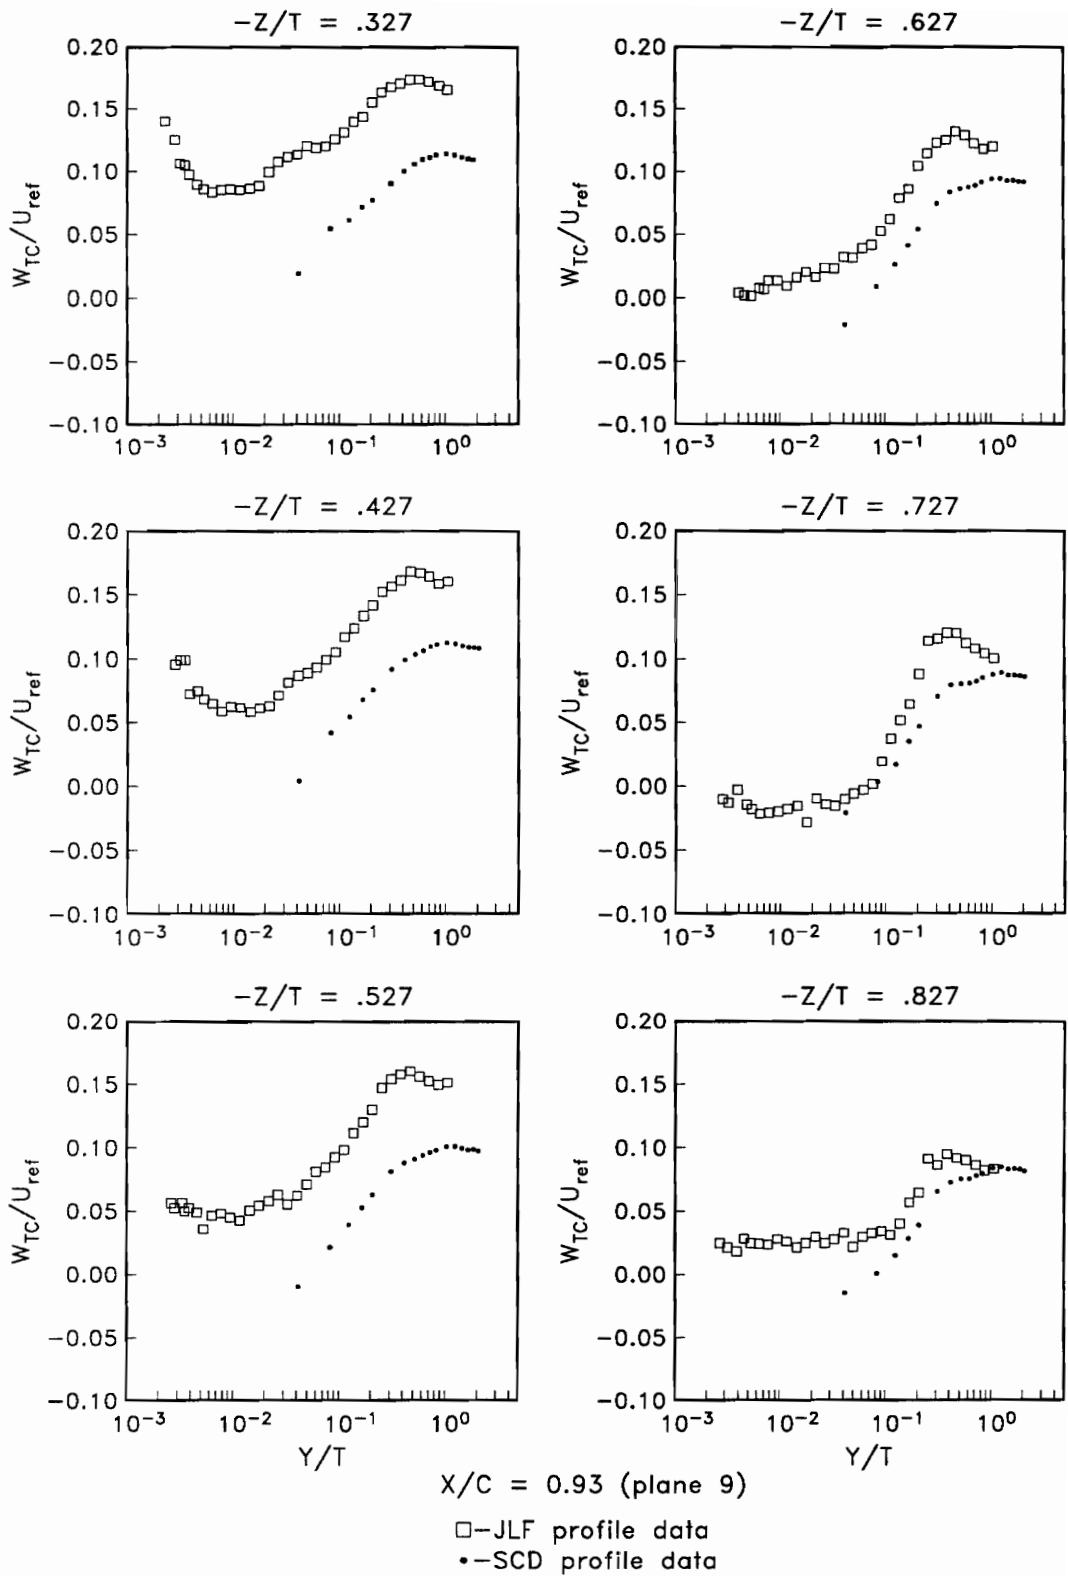 -Z/T = .327
0.20
0.15
0.10
0.05
0.00
-0.05
-0.10
W_TC/U_ref
10^-3 10^-2 10^-1 10^0
-Z/T = .627
0.20
0.15
0.10
0.05
0.00
-0.05
-0.10
W_TC/U_ref
10^-3 10^-2 10^-1 10^0
-Z/T = .427
0.20
0.15
0.10
0.05
0.00
-0.05
-0.10
W_TC/U_ref
10^-3 10^-2 10^-1 10^0
-Z/T = .727
0.20
0.15
0.10
0.05
0.00
-0.05
-0.10
W_TC/U_ref
10^-3 10^-2 10^-1 10^0
-Z/T = .527
0.20
0.15
0.10
0.05
0.00
-0.05
-0.10
W_TC/U_ref
10^-3 10^-2 10^-1 10^0
Y/T
-Z/T = .827
0.20
0.15
0.10
0.05
0.00
-0.05
-0.10
W_TC/U_ref
10^-3 10^-2 10^-1 10^0
Y/T
X/C = 0.93 (plane 9)
□-JLF profile data
•-SCD profile data